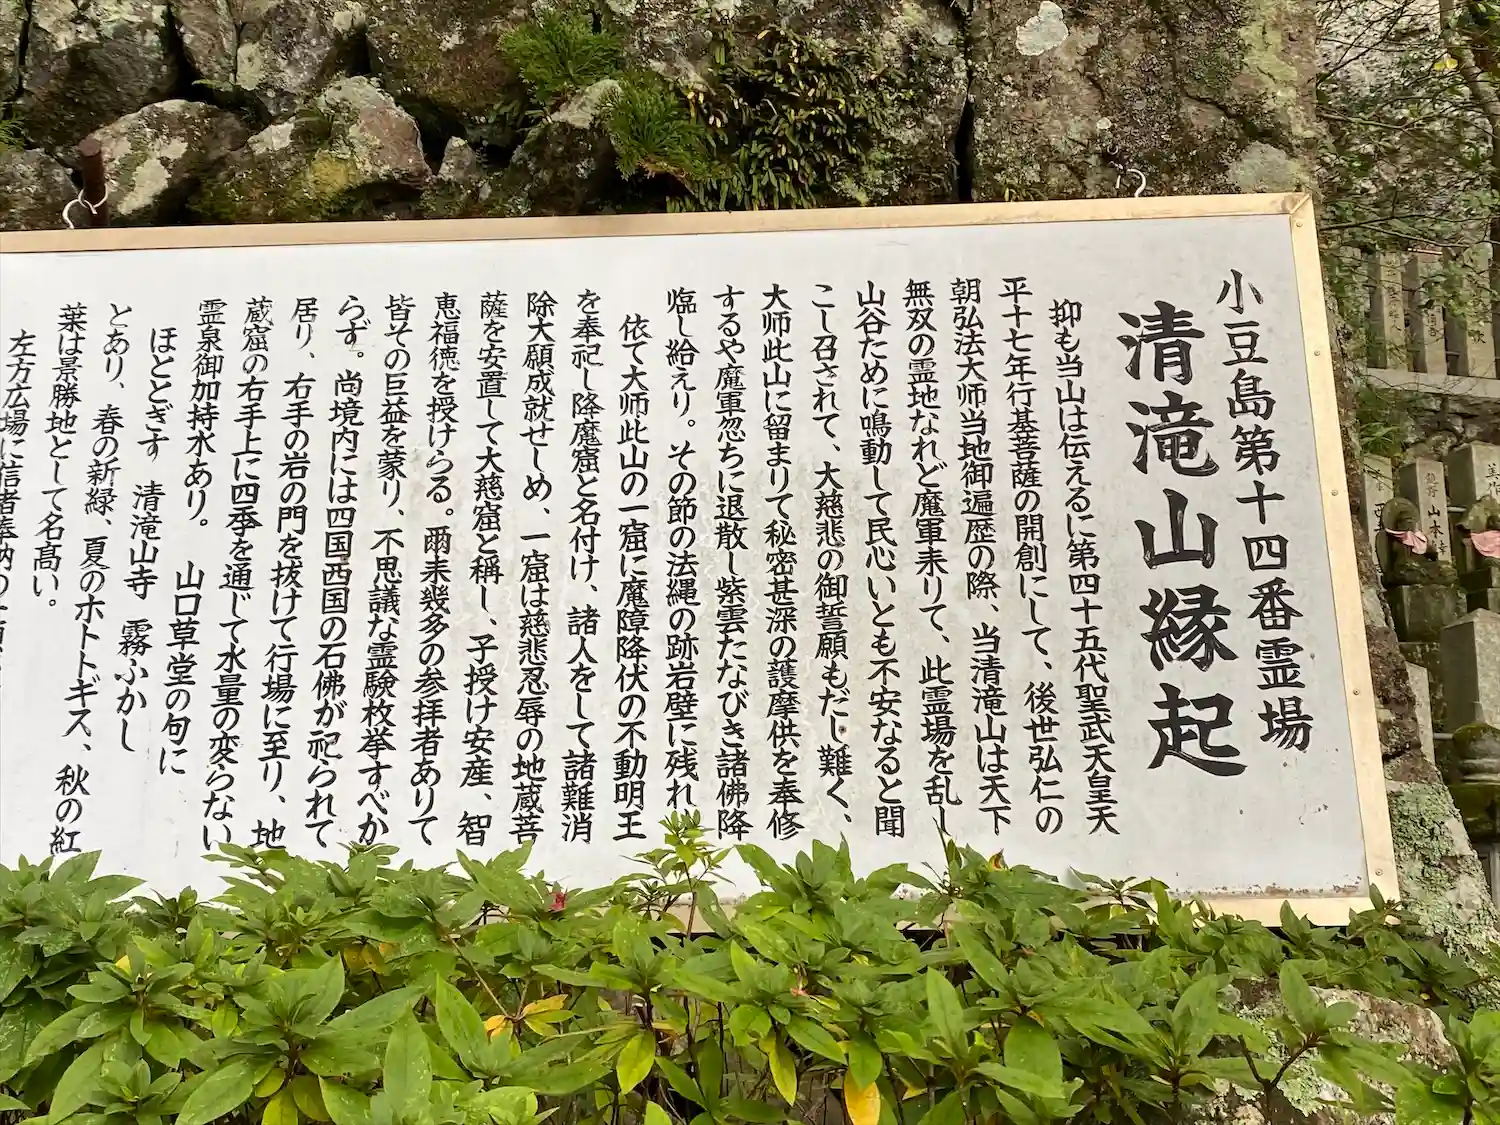 小豆島第十四番霊場
清滝山縁起
抑も当山は伝えるに第四十五代聖武天皇天
平十七年行基菩薩の開創にして、後世弘仁の
朝弘法大师当地御遍歴の際、当清滝山は天下
無双の霊地なれど魔軍来りて、此霊場を乱し
山谷ために鳴動して民心いとも不安なると聞
こし召されて、大慈悲の御誓願もだし難く、
大师此山に留まりて秘密甚深の護摩供を奉修
するや魔軍忽ちに退散し紫雲たなびき諸佛降
臨し給えり。その節の法縄の跡岩壁に残れり
依て大师此山の一窟に魔障降伏の不動明王
を奉祀し降魔窟と名付け、諸人をして諸難消
除大願成就せしめ、一窟は慈悲忍辱の地蔵菩
薩を安置して大慈窟と稱し、子授け安産、智
恵福徳を授けらる。爾来幾多の参拝者ありて
皆その巨益を蒙り、不思議な霊験枚挙すべか
らず。尚境内には四国西国の石佛が祀られて
居り、右手の岩の門を抜けて行場に至り、地
蔵窟の右手上に四季を通じて水量の変らない
霊泉御加持水あり。 山口草堂の句に
ほととぎす 清滝山寺 霧ふかし
とあり、春の新緑、夏のホトトギス、秋の紅
葉は景勝地として名髙い。
左方広場に信者奉納の
山本寺